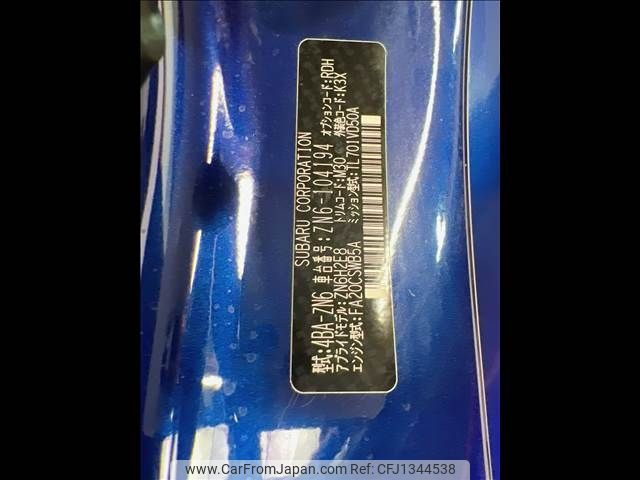 SUBARU CORPORATION
型式:4BA-ZN6 車台番号:ZN6-104194 オプションコード:RDH
アプライドモデル:ZN6H2E8 トリムコード:M30 外装色コード:K3X
エンジン型式:FA20CSWB5A ミッション型式:TL701VD50A
www.CarFromJapan.com - CFJ1344538